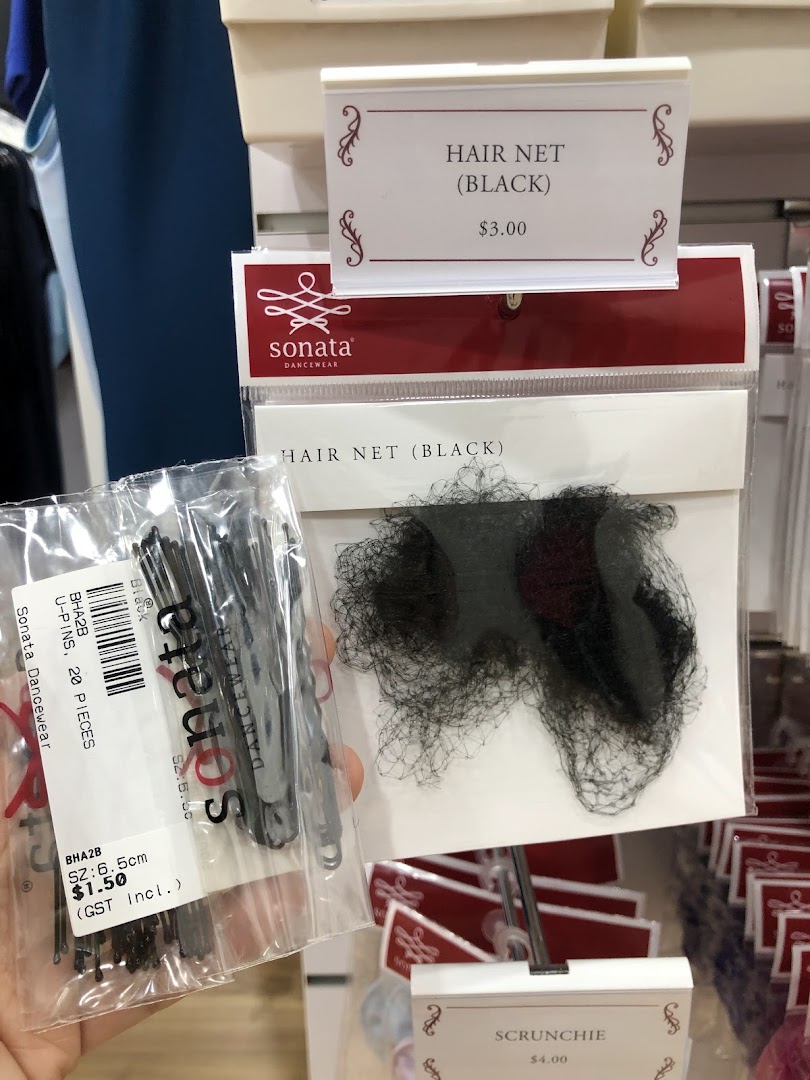 HAIR NET
(BLACK)
$3.00
sonata®
DANCEWEAR
HAIR NET (BLACK)
Black
BHA2B
U-PINS, 20 PIECES
Sonata Dancewear
sonata®
DANCEWEAR
BHA2B
SZ:6.5cm
$1.50
(GST Incl.)
SCRUNCHIE
$4.00